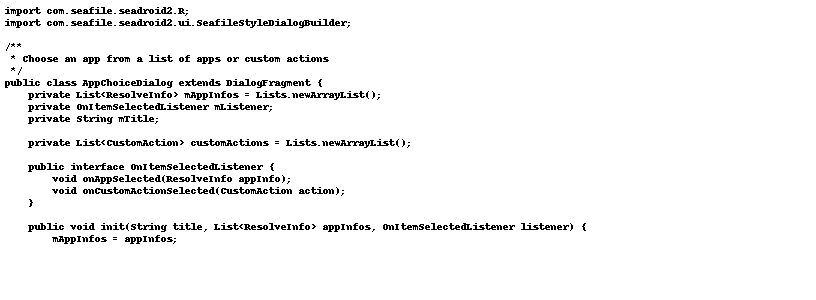 import com.seafile.seadroid2.R;
import com.seafile.seadroid2.ui.SeafileStyleDialogBuilder;

/**
 * Choose an app from a list of apps or custom actions
 */
public class AppChoiceDialog extends DialogFragment {
    private List<ResolveInfo> mAppInfos = Lists.newArrayList();
    private OnItemSelectedListener mListener;
    private String mTitle;

    private List<CustomAction> customActions = Lists.newArrayList();

    public interface OnItemSelectedListener {
        void onAppSelected(ResolveInfo appInfo);
        void onCustomActionSelected(CustomAction action);
    }

    public void init(String title, List<ResolveInfo> appInfos, OnItemSelectedListener listener) {
        mAppInfos = appInfos;